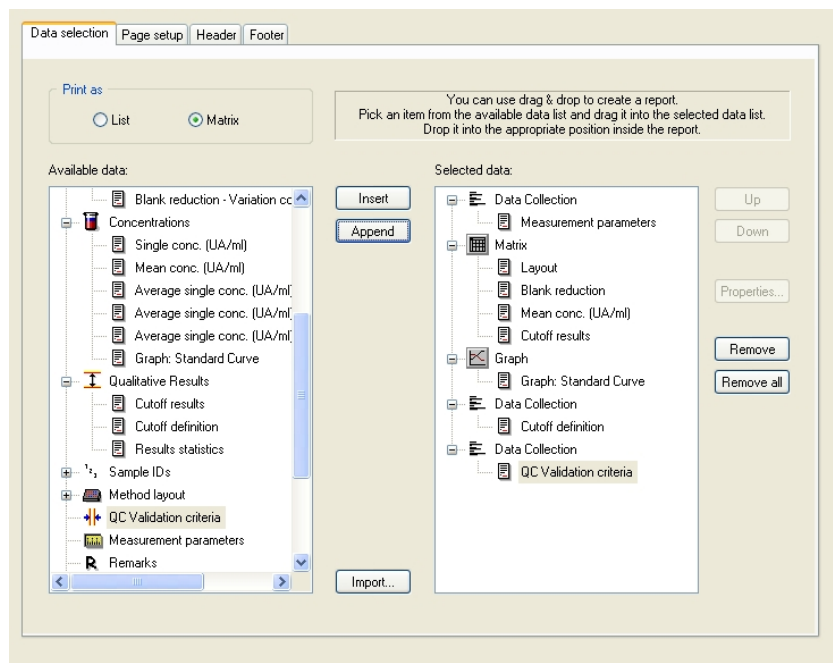 Data selection Page setup Header Footer
Print as
List Matrix
You can use drag & drop to create a report.
Pick an item from the available data list and drag it into the selected data list.
Drop it into the appropriate position inside the report.
Available data:
Blank reduction - Variation cc
Concentrations
Single conc. (UA/ml)
Mean conc. (UA/ml)
Average single conc. (UA/ml
Average single conc. (UA/ml
Average single conc. (UA/ml
Graph: Standard Curve
Qualitative Results
Cutoff results
Cutoff definition
Results statistics
Sample IDs
Method layout
QC Validation criteria
Measurement parameters
R Remarks
Insert
Append
Import...
Selected data:
Data Collection
Measurement parameters
Matrix
Layout
Blank reduction
Mean conc. (UA/ml)
Cutoff results
Graph
Graph: Standard Curve
Data Collection
Cutoff definition
Data Collection
QC Validation criteria
Up
Down
Properties...
Remove
Remove all